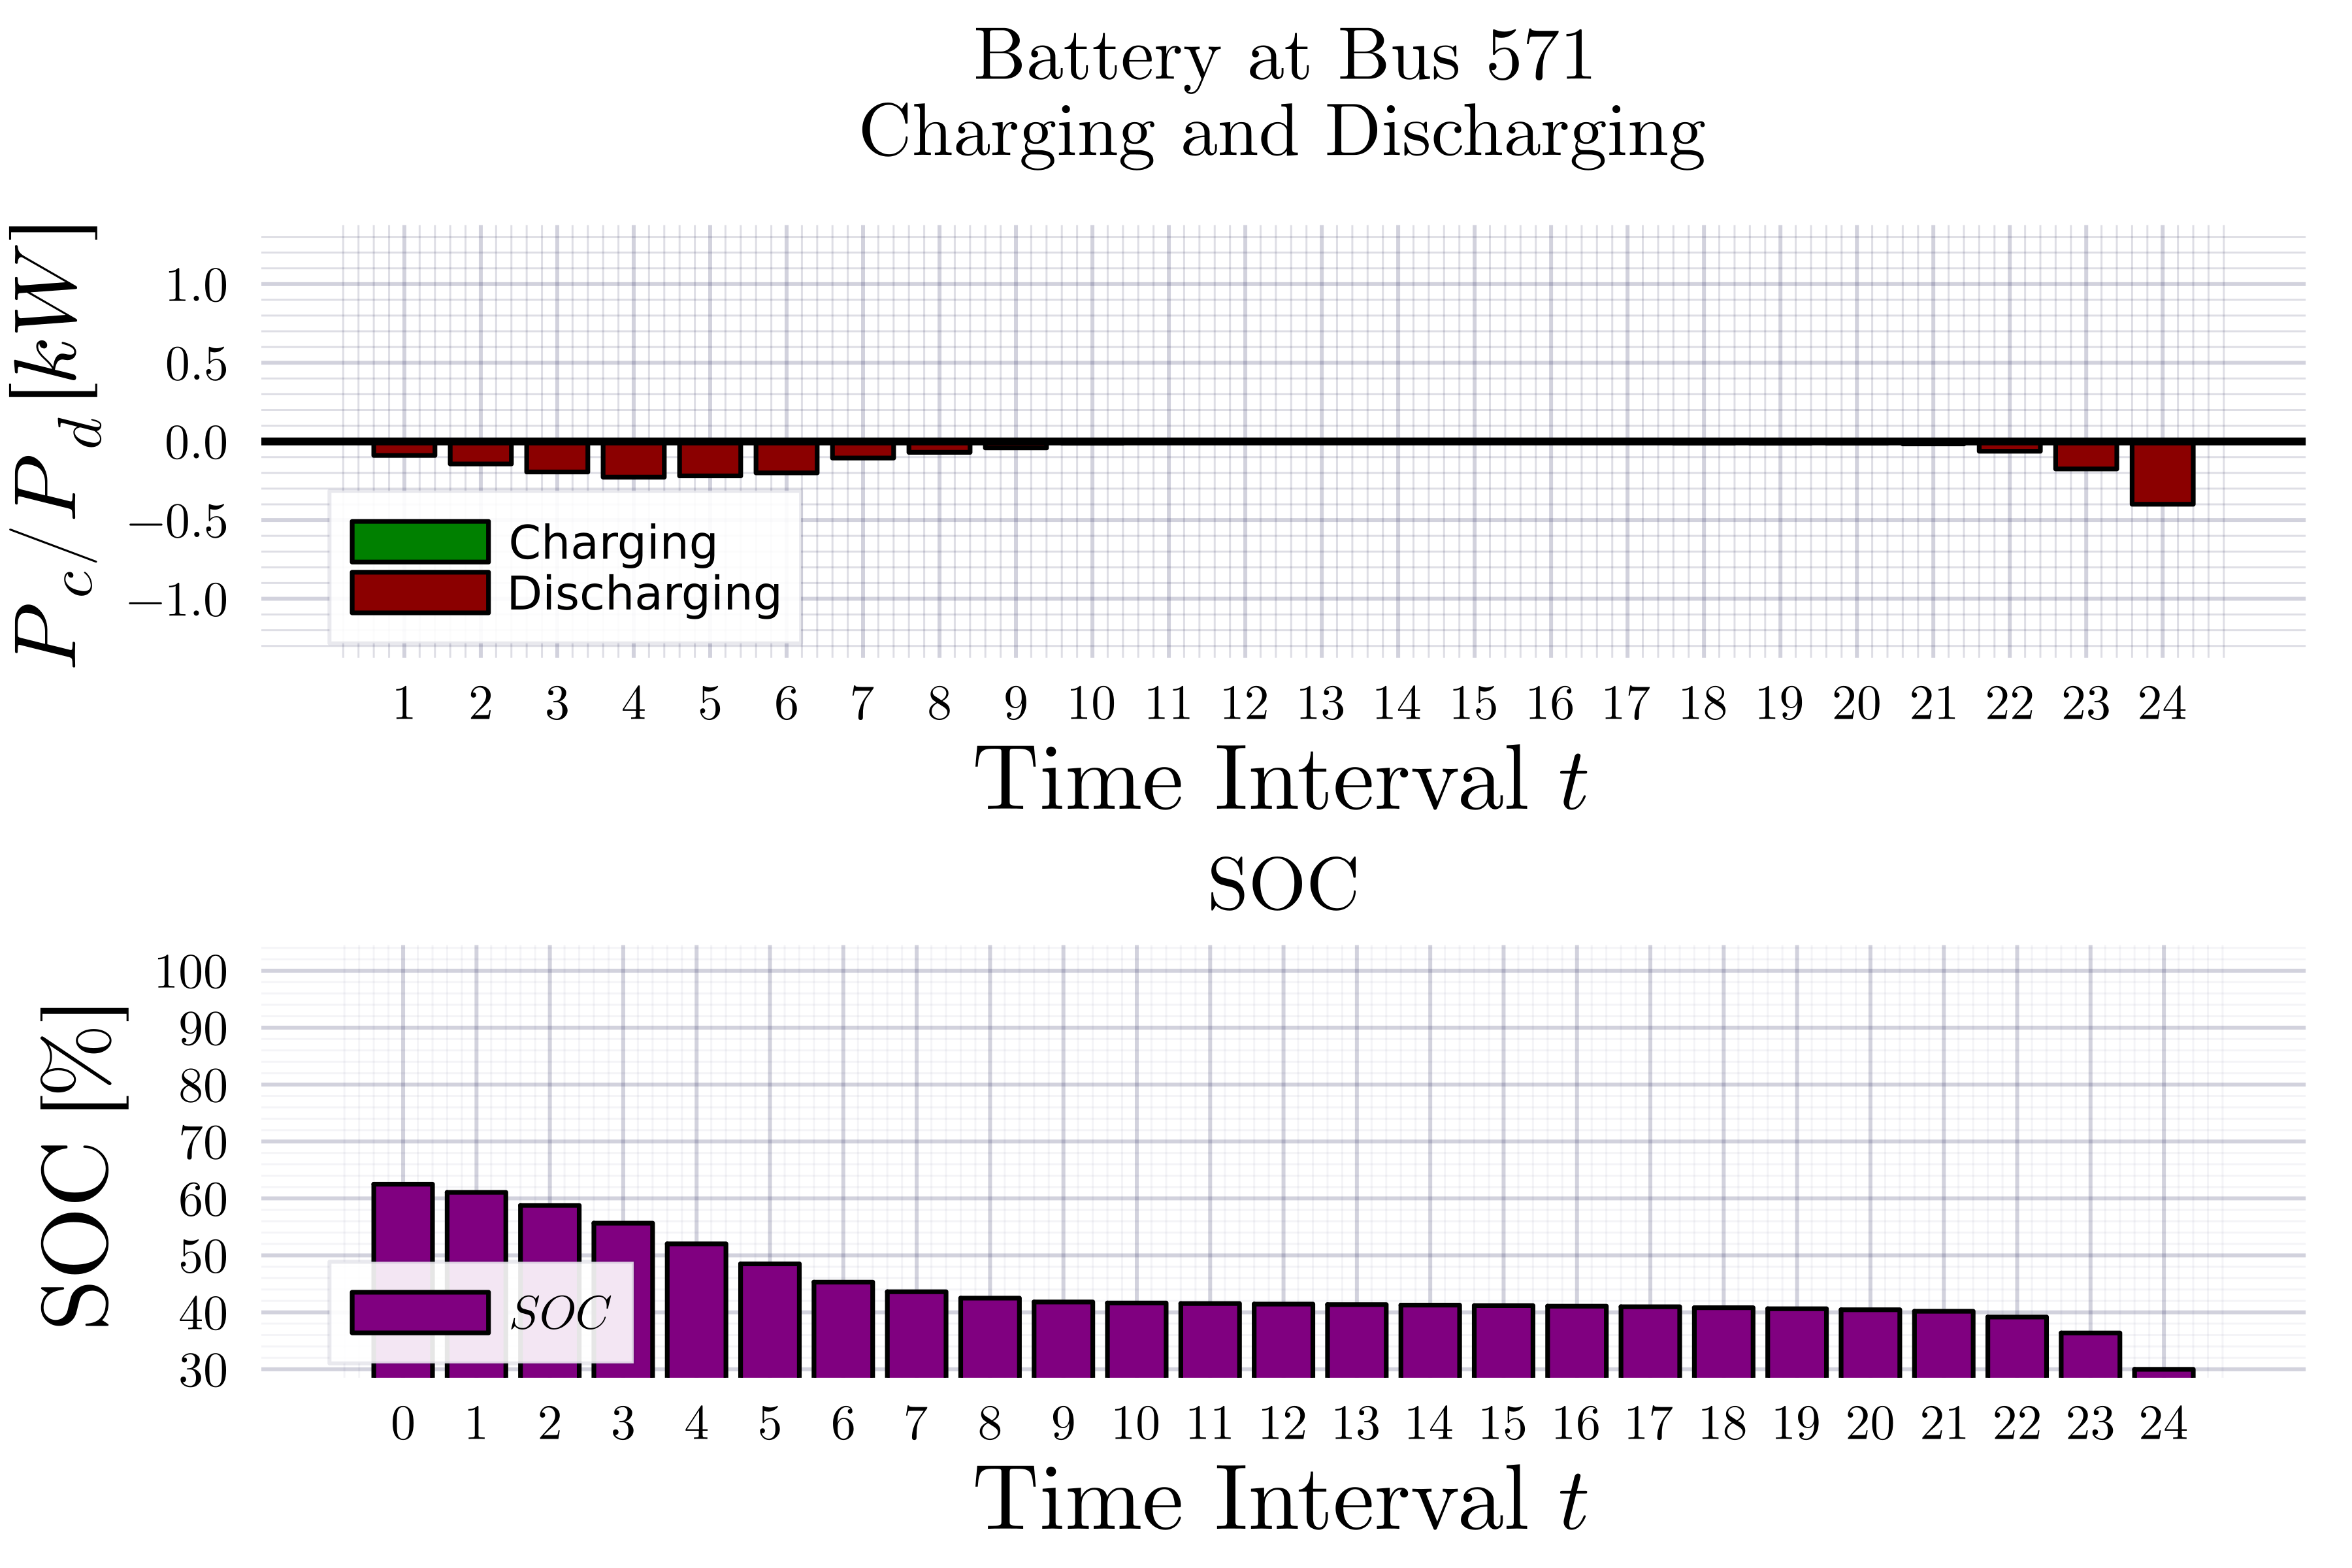 Battery at Bus 571
Charging and Discharging
P_c/P_d [kW]
1.0
0.5
0.0
−0.5
−1.0
Charging
Discharging
1 2 3 4 5 6 7 8 9 10 11 12 13 14 15 16 17 18 19 20 21 22 23 24
Time Interval t
SOC
SOC [%]
100
90
80
70
60
50
40
30
SOC
0 1 2 3 4 5 6 7 8 9 10 11 12 13 14 15 16 17 18 19 20 21 22 23 24
Time Interval t